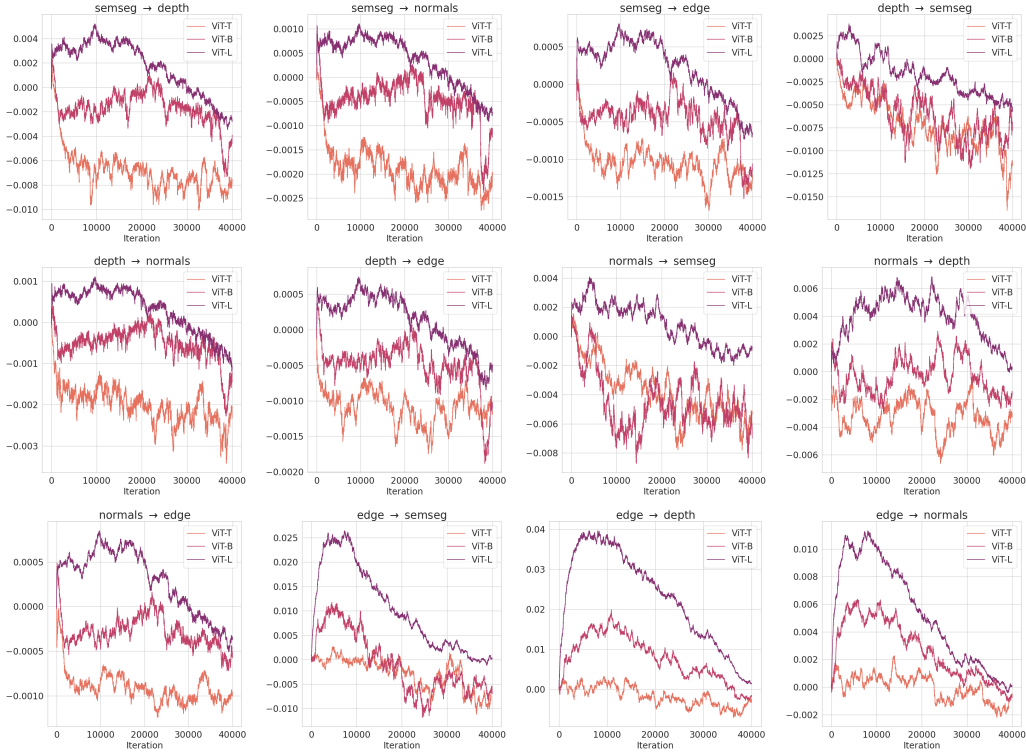 semseg → depth
ViT-T
ViT-B
ViT-L
0.004
0.002
0.000
−0.002
−0.004
−0.006
−0.008
−0.010
0 10000 20000 30000 40000
Iteration
semseg → normals
ViT-T
ViT-B
ViT-L
0.0010
0.0005
0.0000
−0.0005
−0.0010
−0.0015
−0.0020
−0.0025
0 10000 20000 30000 40000
Iteration
semseg → edge
ViT-T
ViT-B
ViT-L
0.0005
0.0000
−0.0005
−0.0010
−0.0015
0 10000 20000 30000 40000
Iteration
depth → semseg
ViT-T
ViT-B
ViT-L
0.0025
0.0000
−0.0025
−0.0050
−0.0075
−0.0100
−0.0125
−0.0150
0 10000 20000 30000 40000
Iteration
depth → normals
ViT-T
ViT-B
ViT-L
0.001
0.000
−0.001
−0.002
−0.003
0 10000 20000 30000 40000
Iteration
depth → edge
ViT-T
ViT-B
ViT-L
0.0005
0.0000
−0.0005
−0.0010
−0.0015
−0.0020
0 10000 20000 30000 40000
Iteration
normals → semseg
ViT-T
ViT-B
ViT-L
0.004
0.002
0.000
−0.002
−0.004
−0.006
−0.008
0 10000 20000 30000 40000
Iteration
normals → depth
ViT-T
ViT-B
ViT-L
0.006
0.004
0.002
0.000
−0.002
−0.004
−0.006
0 10000 20000 30000 40000
Iteration
normals → edge
ViT-T
ViT-B
ViT-L
0.0005
0.0000
−0.0005
−0.0010
0 10000 20000 30000 40000
Iteration
edge → semseg
ViT-T
ViT-B
ViT-L
0.025
0.020
0.015
0.010
0.005
0.000
−0.005
−0.010
0 10000 20000 30000 40000
Iteration
edge → depth
ViT-T
ViT-B
ViT-L
0.04
0.03
0.02
0.01
0.00
0 10000 20000 30000 40000
Iteration
edge → normals
ViT-T
ViT-B
ViT-L
0.010
0.008
0.006
0.004
0.002
0.000
−0.002
0 10000 20000 30000 40000
Iteration